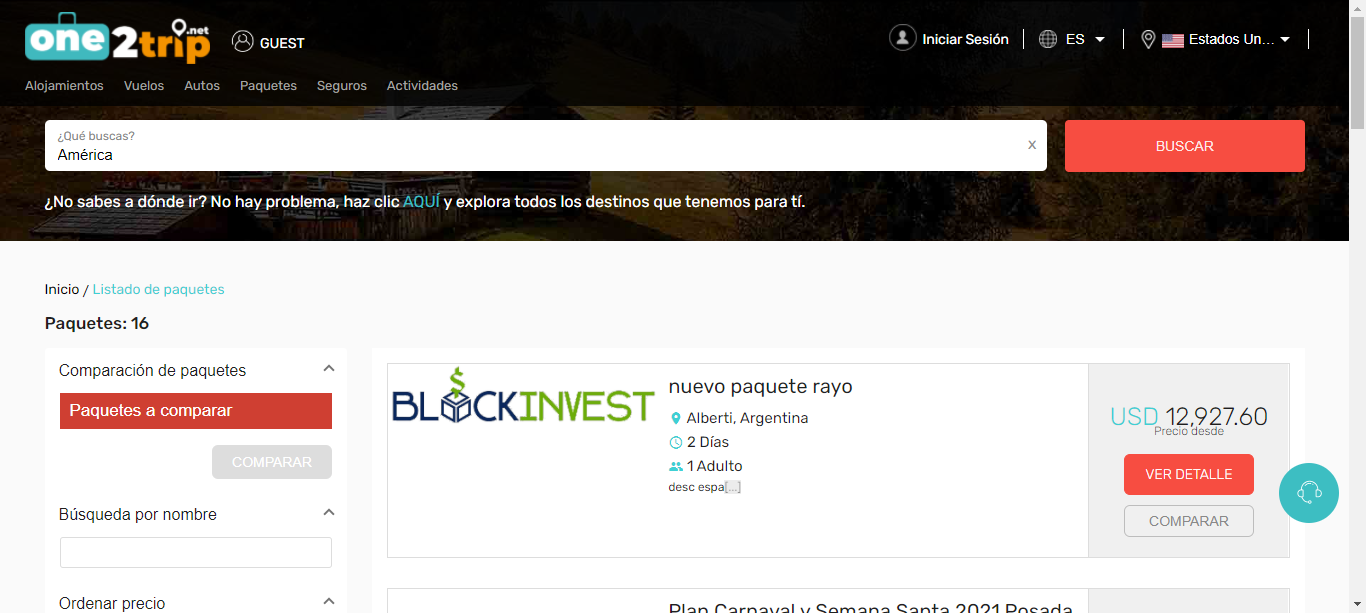 one2trip.net
GUEST
Iniciar Sesión
ES
Estados Un...
Alojamientos Vuelos Autos Paquetes Seguros Actividades
¿Qué buscas?
América
x
BUSCAR
¿No sabes a dónde ir? No hay problema, haz clic AQUÍ y explora todos los destinos que tenemos para tí.
Inicio / Listado de paquetes
Paquetes: 16
Comparación de paquetes
Paquetes a comparar
COMPARAR
Búsqueda por nombre
Ordenar precio
BLOCKINVEST
nuevo paquete rayo
Alberti, Argentina
2 Días
1 Adulto
desc espa[...]
USD 12,927.60
Precio desde
VER DETALLE
COMPARAR
Plan Carnaval y Semana Santa 2021 Posada